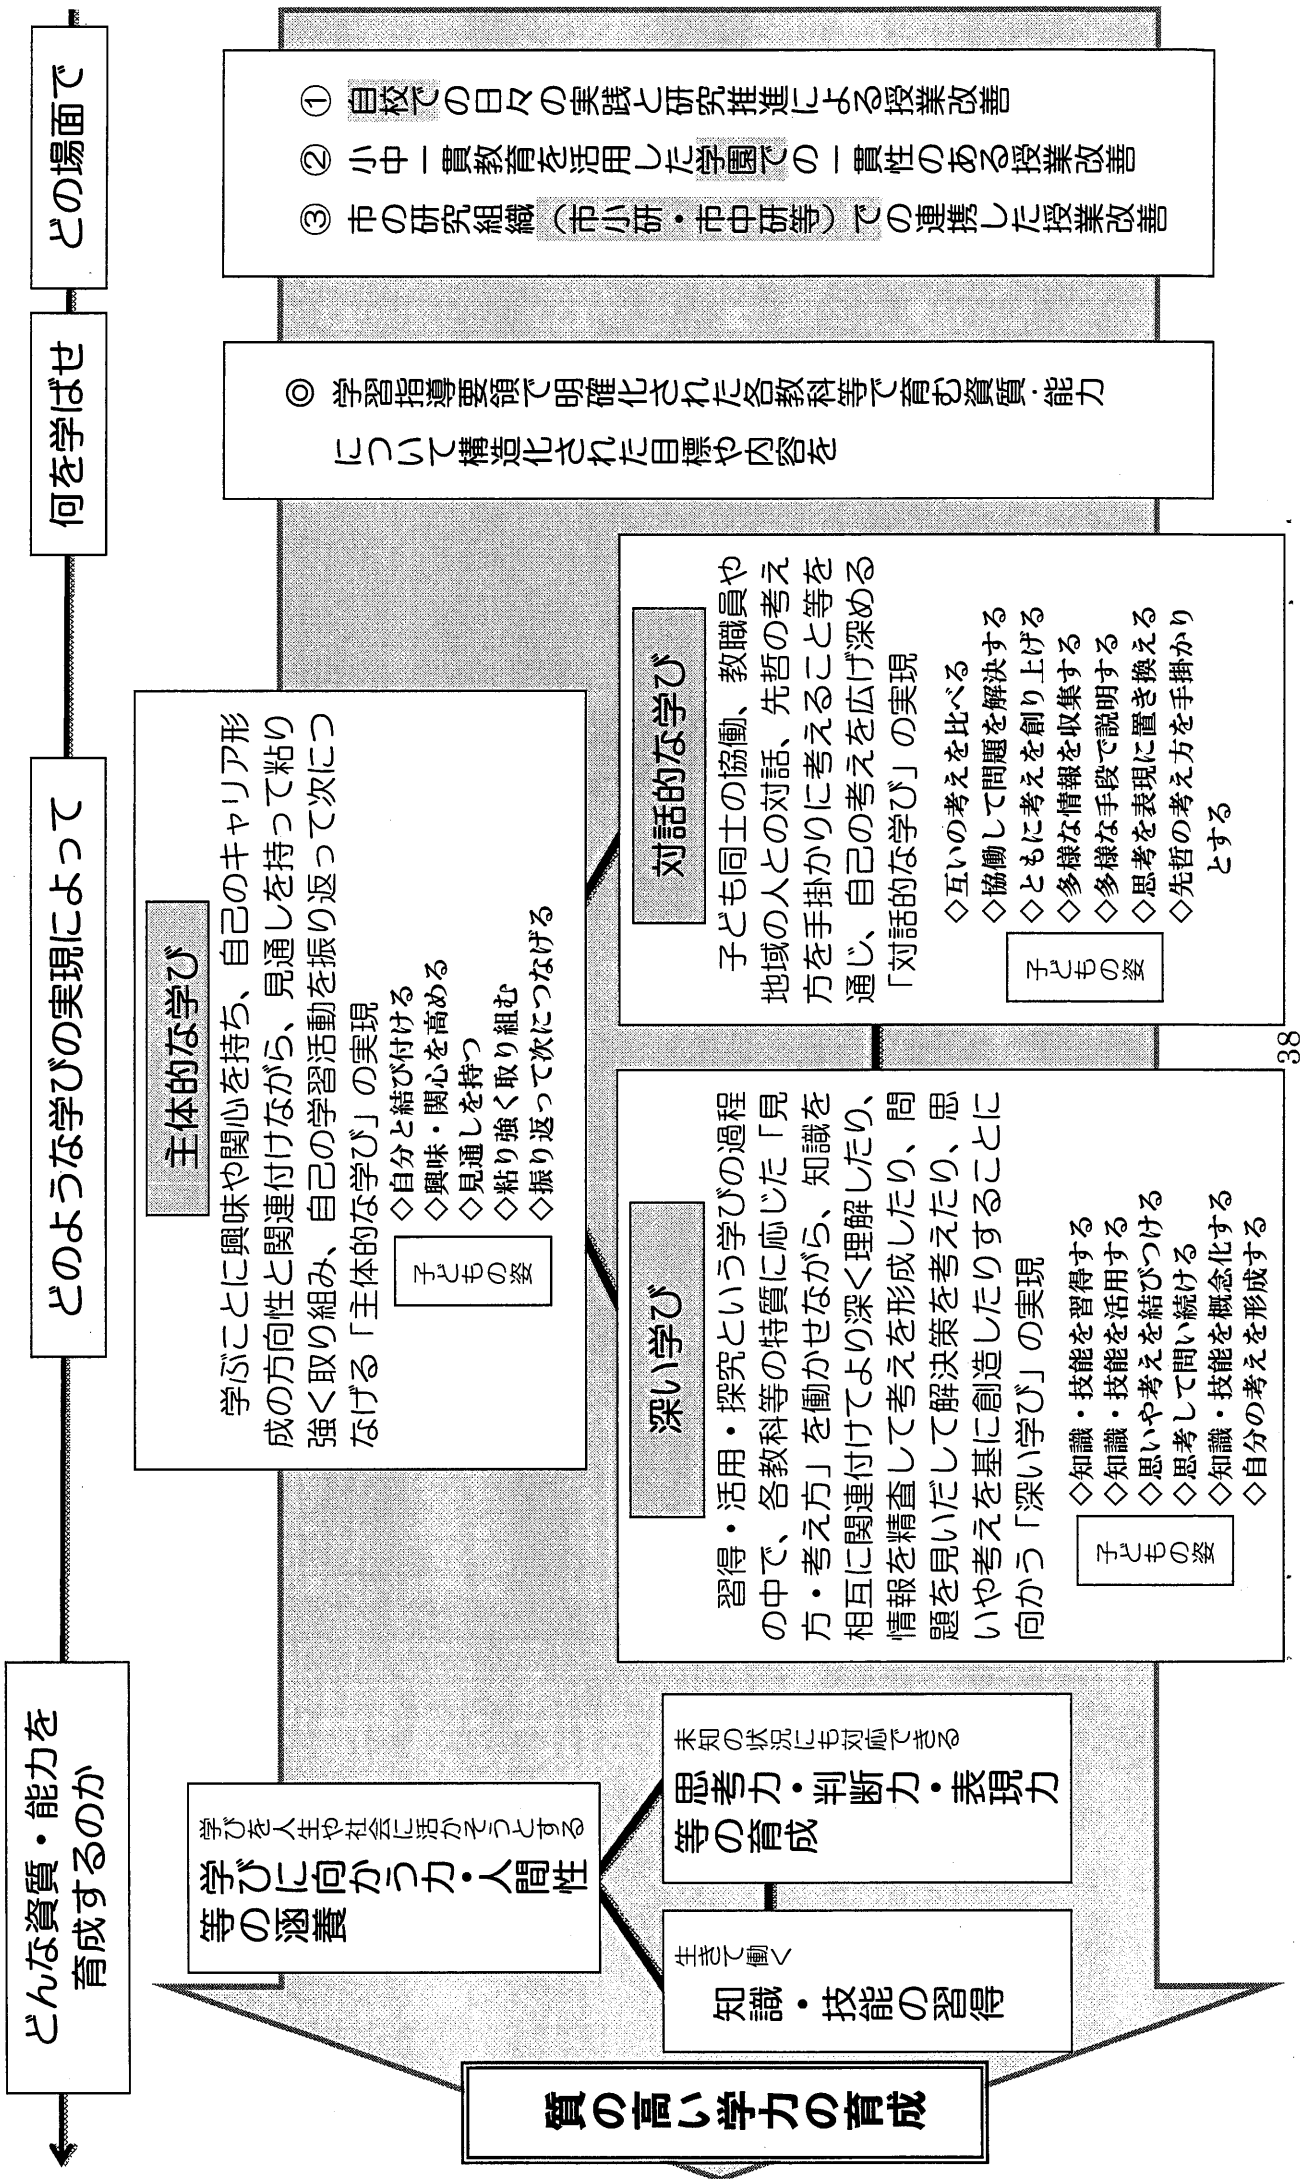 どの場面で
① 自校での日々の実践と研究推進による授業改善
② 小中一貫教育を活用した学園での一貫性のある授業改善
③ 市の研究組織（市小研・市中研等）での連携した授業改善
何を学ばせ
◎ 学習指導要領で明確化された各教科等で育む資質・能力
について構造化された目標や内容を
どのような学びの実現によって
主体的な学び
学ぶことに興味や関心を持ち、自己のキャリア形
成の方向性と関連付けながら、見通しを持って粘り
強く取り組み、自己の学習活動を振り返って次につ
なげる「主体的な学び」の実現
子どもの姿
◇自分と結び付ける
◇興味・関心を高める
◇見通しを持つ
◇粘り強く取り組む
◇振り返って次につなげる
対話的な学び
子ども同士の協働、教職員や
地域の人との対話、先哲の考え
方を手掛かりに考えること等を
通じ、自己の考えを広げ深める
「対話的な学び」の実現
子どもの姿
◇互いの考えを比べる
◇協働して問題を解決する
◇ともに考えを創り上げる
◇多様な情報を収集する
◇多様な手段で説明する
◇思考を表現に置き換える
◇先哲の考え方を手掛かり
とする
深い学び
習得・活用・探究という学びの過程
の中で、各教科等の特質に応じた「見
方・考え方」を働かせながら、知識を
相互に関連付けてより深く理解したり、
情報を精査して考えを形成したり、問
題を見いだして解決策を考えたり、思
いや考えを基に創造したりすることに
向かう「深い学び」の実現
子どもの姿
◇知識・技能を習得する
◇知識・技能を活用する
◇思いや考えを結びつける
◇思考して問い続ける
◇知識・技能を概念化する
◇自分の考えを形成する
どんな資質・能力を
育成するのか
学びを人生や社会に活かそうとする
学びに向かう力・人間性
等の涵養
未知の状況にも対応できる
思考力・判断力・表現力
等の育成
生きて働く
知識・技能の習得
質の高い学力の育成
38